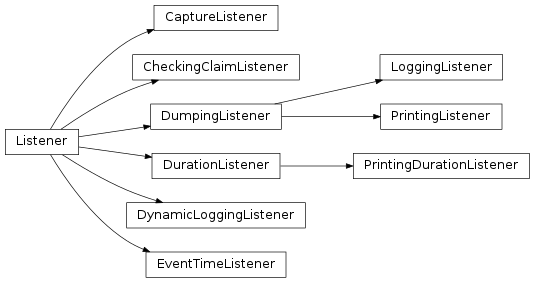 CaptureListener
CheckingClaimListener
LoggingListener
DumpingListener
PrintingListener
Listener
DurationListener
PrintingDurationListener
DynamicLoggingListener
EventTimeListener